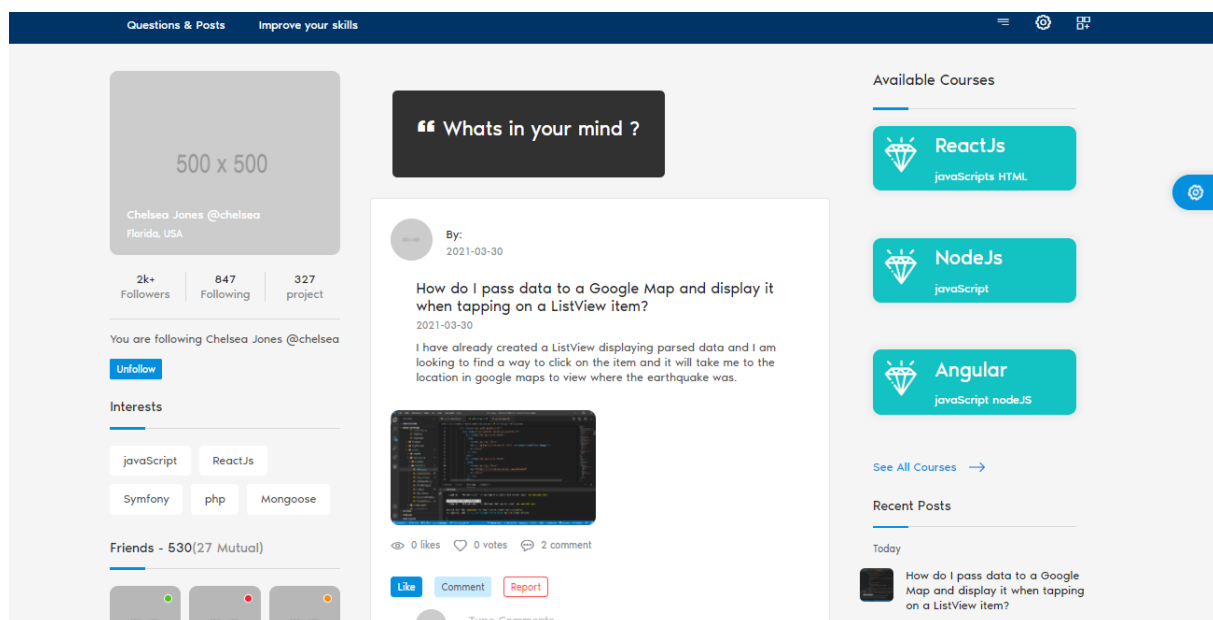 Questions & Posts
Improve your skills
500 x 500
Chelsea Jones @chelsea
Florida, USA
2k+
Followers
847
Following
327
project
You are following Chelsea Jones @chelsea
Unfollow
Interests
javaScript
ReactJs
Symfony
php
Mongoose
Friends - 530(27 Mutual)
❝ Whats in your mind ?
By:
2021-03-30
How do I pass data to a Google Map and display it
when tapping on a ListView item?
2021-03-30
I have already created a ListView displaying parsed data and I am
looking to find a way to click on the item and it will take me to the
location in google maps to view where the earthquake was.
0 likes
0 votes
2 comment
Like
Comment
Report
Type Comments
Available Courses
ReactJs
javaScripts HTML
NodeJs
javaScript
Angular
javaScript nodeJS
See All Courses
Recent Posts
Today
How do I pass data to a Google
Map and display it when tapping
on a ListView item?